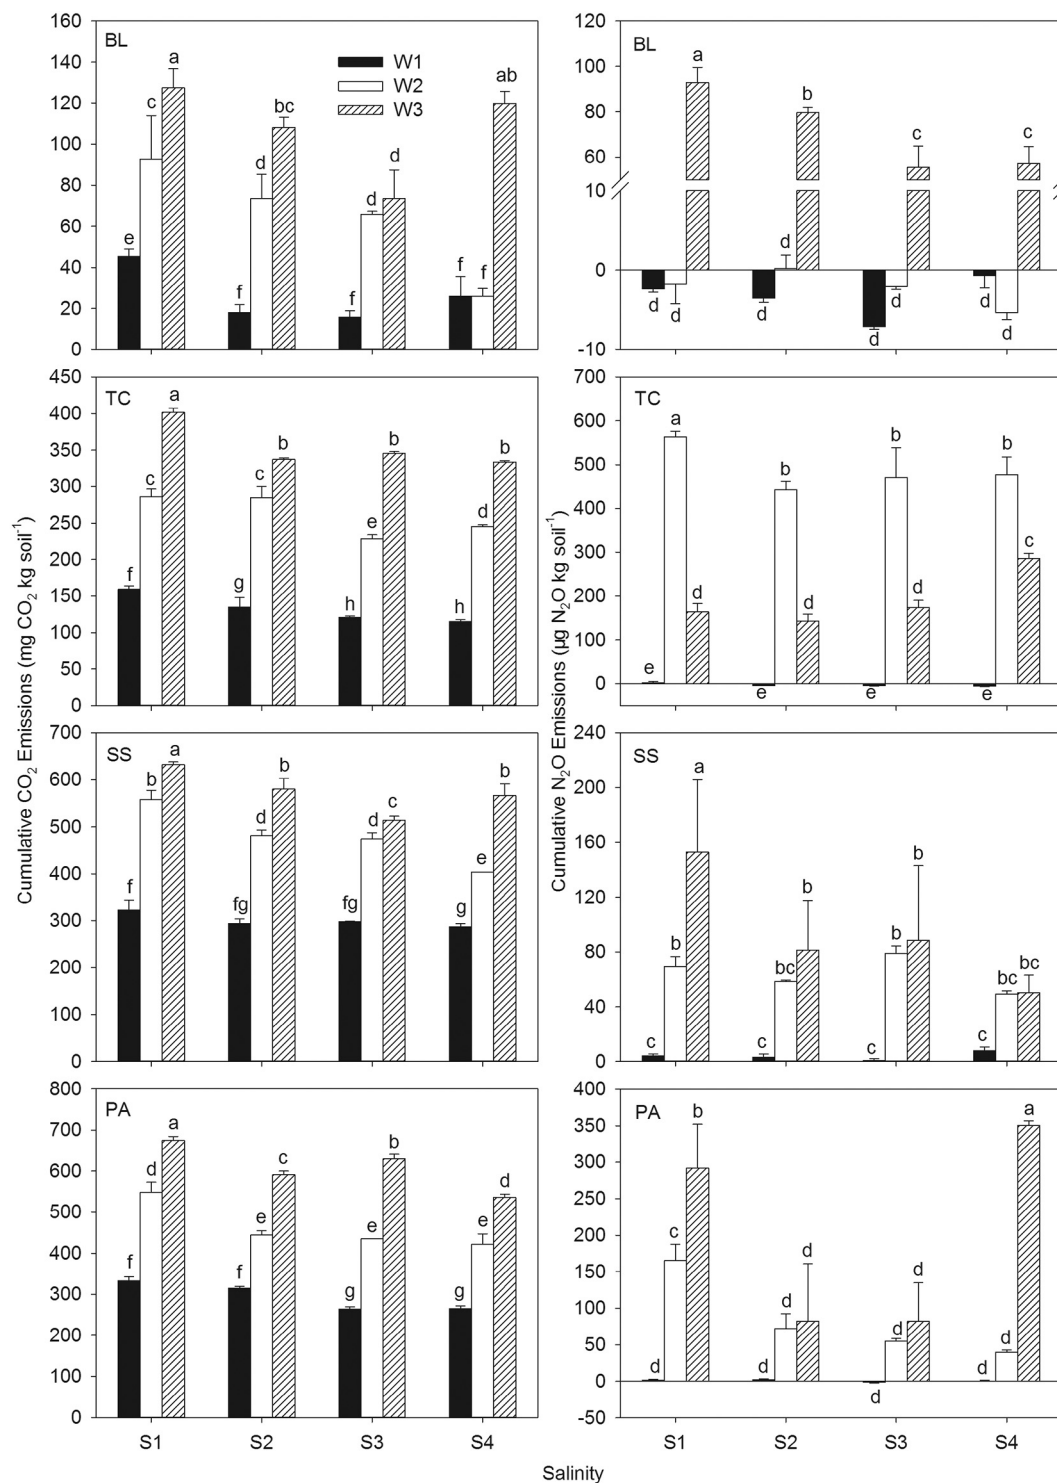 160
140
120
100
80
60
40
20
0
BL
W1
W2
W3
e
c
a
f
d
bc
f
d
d
f
f
ab
120
100
80
60
10
0
-10
BL
d
d
a
d
d
b
d
d
c
d
d
c
450
400
350
300
250
200
150
100
50
0
TC
f
c
a
g
c
b
h
e
b
h
d
b
700
600
500
400
300
200
100
0
TC
e
a
d
e
b
d
e
b
d
e
b
c
Cumulative CO2 Emissions (mg CO2 kg soil-1)
Cumulative N2O Emissions (µg N2O kg soil-1)
700
600
500
400
300
200
100
0
SS
f
b
a
fg
d
b
fg
d
c
g
e
b
240
200
160
120
80
40
0
SS
c
b
a
c
bc
b
c
b
b
c
bc
bc
800
700
600
500
400
300
200
100
0
PA
f
d
a
f
e
c
g
e
b
g
e
d
S1 S2 S3 S4
400
350
300
250
200
150
100
50
0
-50
PA
d
c
b
d
d
d
d
d
d
d
d
a
S1 S2 S3 S4
Salinity